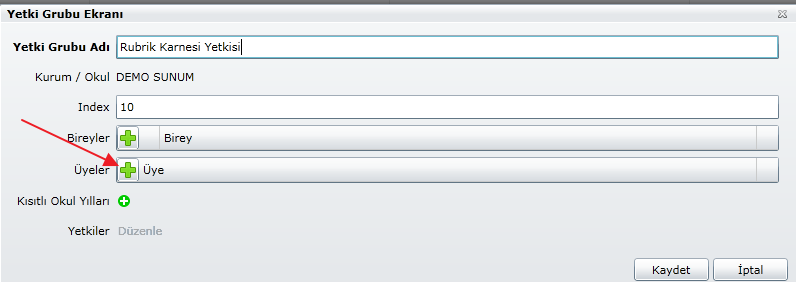 Yetki Grubu Ekranı
Yetki Grubu Adı Rubrik Karnesi Yetkisi
Kurum / Okul DEMO SUNUM
Index 10
Bireyler Birey
Üyeler Üye
Kısıtlı Okul Yılları
Yetkiler Düzenle
Kaydet İptal